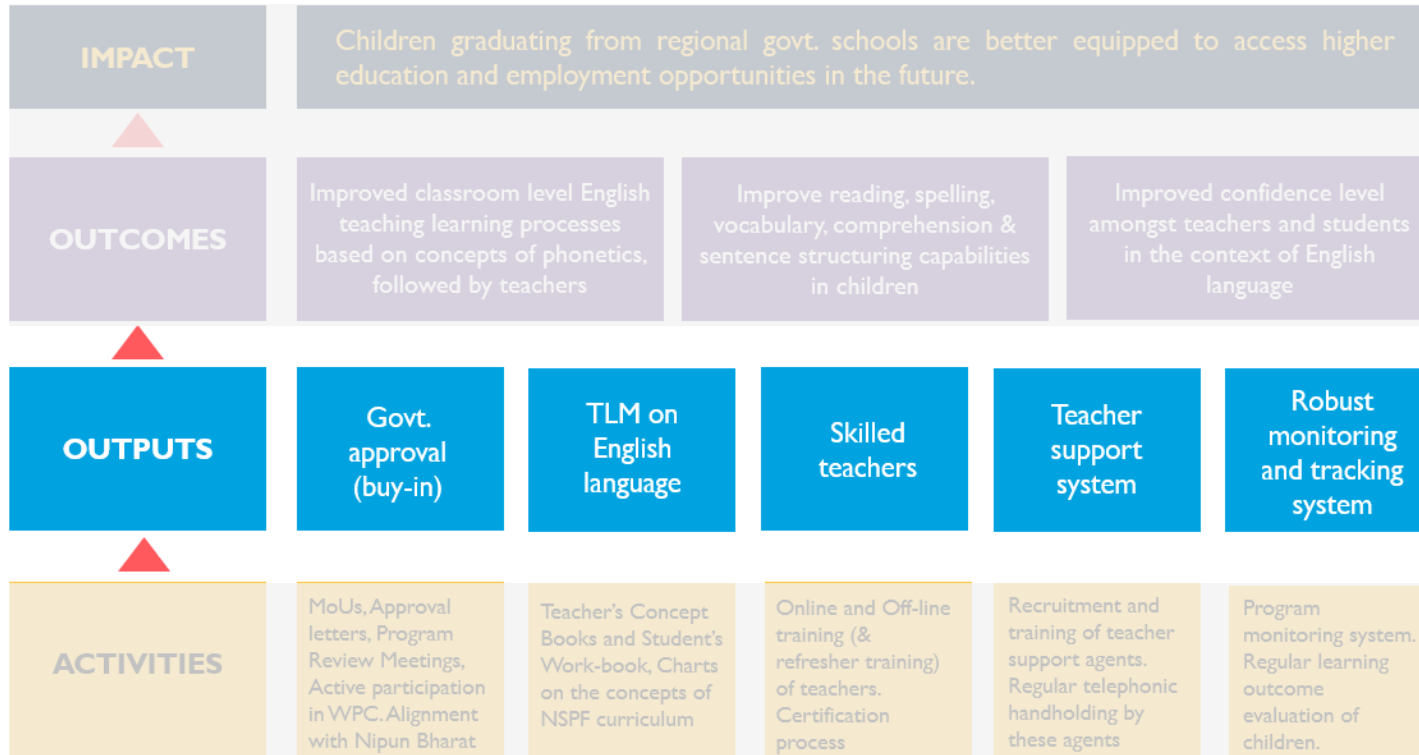 IMPACT
Children graduating from regional govt. schools are better equipped to access higher
education and employment opportunities in the future.
OUTCOMES
Improved classroom level English
teaching learning processes
based on concepts of phonetics,
followed by teachers
Improve reading, spelling,
vocabulary, comprehension &
sentence structuring capabilities
in children
Improved confidence level
amongst teachers and students
in the context of English
language
OUTPUTS
Govt.
approval
(buy-in)
TLM on
English
language
Skilled
teachers
Teacher
support
system
Robust
monitoring
and tracking
system
ACTIVITIES
MoUs, Approval
letters, Program
Review Meetings,
Active participation
in WPC. Alignment
with Nipun Bharat
Teacher's Concept
Books and Student's
Work-book, Charts
on the concepts of
NSPF curriculum
Online and Off-line
training (&
refresher training)
of teachers.
Certification
process
Recruitment and
training of teacher
support agents.
Regular telephonic
handholding by
these agents
Program
monitoring system.
Regular learning
outcome
evaluation of
children.